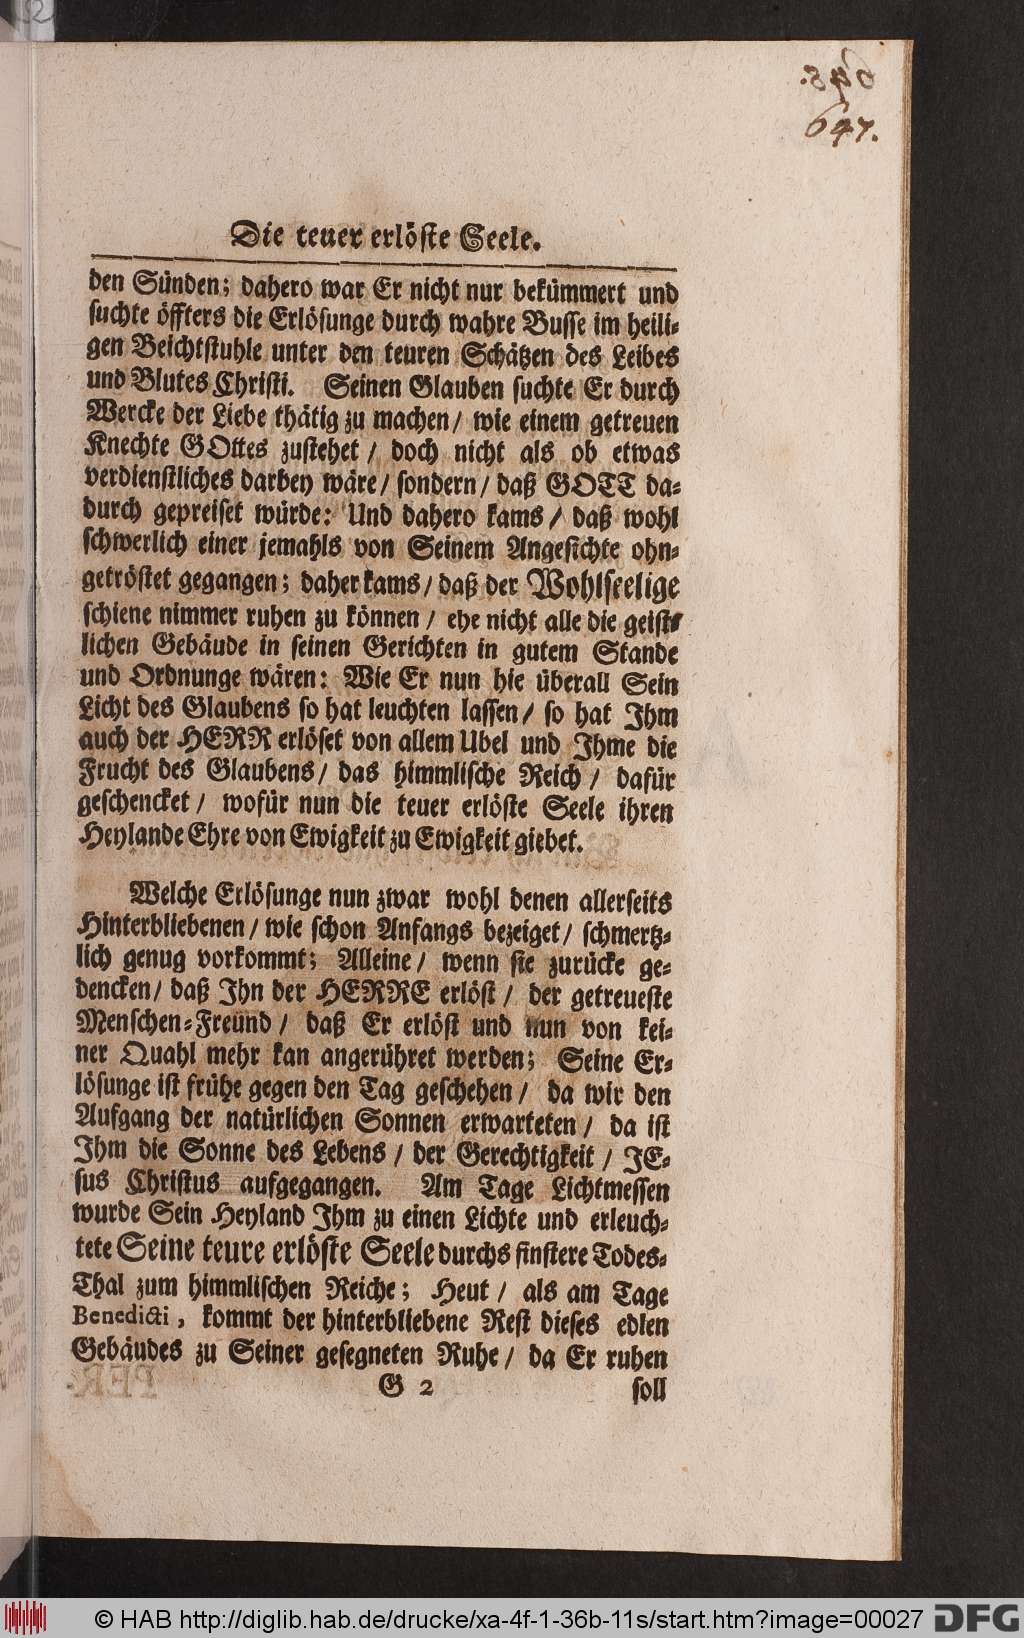 647.
Die teuer erlöste Seele.
den Sünden; dahero war Er nicht nur bekümmert und
suchte öffters die Erlösunge durch wahre Busse im heili-
gen Beichtstuhle unter den teuren Schätzen des Leibes
und Blutes Christi. Seinen Glauben suchte Er durch
Wercke der Liebe thätig zu machen / wie einem getreuen
Knechte GOttes zustehet / doch nicht als ob etwas
verdienstliches darbey wäre / sondern / daß GOTT da-
durch gepreiset würde: Und dahero kams / daß wohl
schwerlich einer jemahls von Seinem Angesichte ohn-
getröstet gegangen; daher kams / daß der Wohlseelige
schiene nimmer ruhen zu können / ehe nicht alle die geist-
lichen Gebäude in seinen Gerichten in gutem Stande
und Ordnunge wären: Wie Er nun hie überall Sein
Licht des Glaubens so hat leuchten lassen / so hat Ihm
auch der HERR erlöset von allem Ubel und Ihme die
Frucht des Glaubens / das himmlische Reich / dafür
geschencket / wofür nun die teuer erlöste Seele ihren
Heylande Ehre von Ewigkeit zu Ewigkeit giebet.
Welche Erlösunge nun zwar wohl denen allerseits
Hinterbliebenen / wie schon Anfangs bezeiget / schmertz-
lich genug vorkommt; Alleine / wenn sie zurücke ge-
dencken / daß Ihn der HERRE erlöst / der getreueste
Menschen-Freund / daß Er erlöst und nun von kei-
ner Quahl mehr kan angerühret werden; Seine Er-
lösunge ist frühe gegen den Tag geschehen / da wir den
Aufgang der natürlichen Sonnen erwarteten / da ist
Ihm die Sonne des Lebens / der Gerechtigkeit / JE-
sus Christus aufgegangen. Am Tage Lichtmessen
wurde Sein Heyland Ihm zu einen Lichte und erleuch-
tete Seine teure erlöste Seele durchs finstere Todes-
Thal zum himmlischen Reiche; Heut / als am Tage
Benedicti, kommt der hinterbliebene Rest dieses edlen
Gebäudes zu Seiner gesegneten Ruhe / da Er ruhen
G 2 soll
© HAB http://diglib.hab.de/drucke/xa-4f-1-36b-11s/start.htm?image=00027 DFG